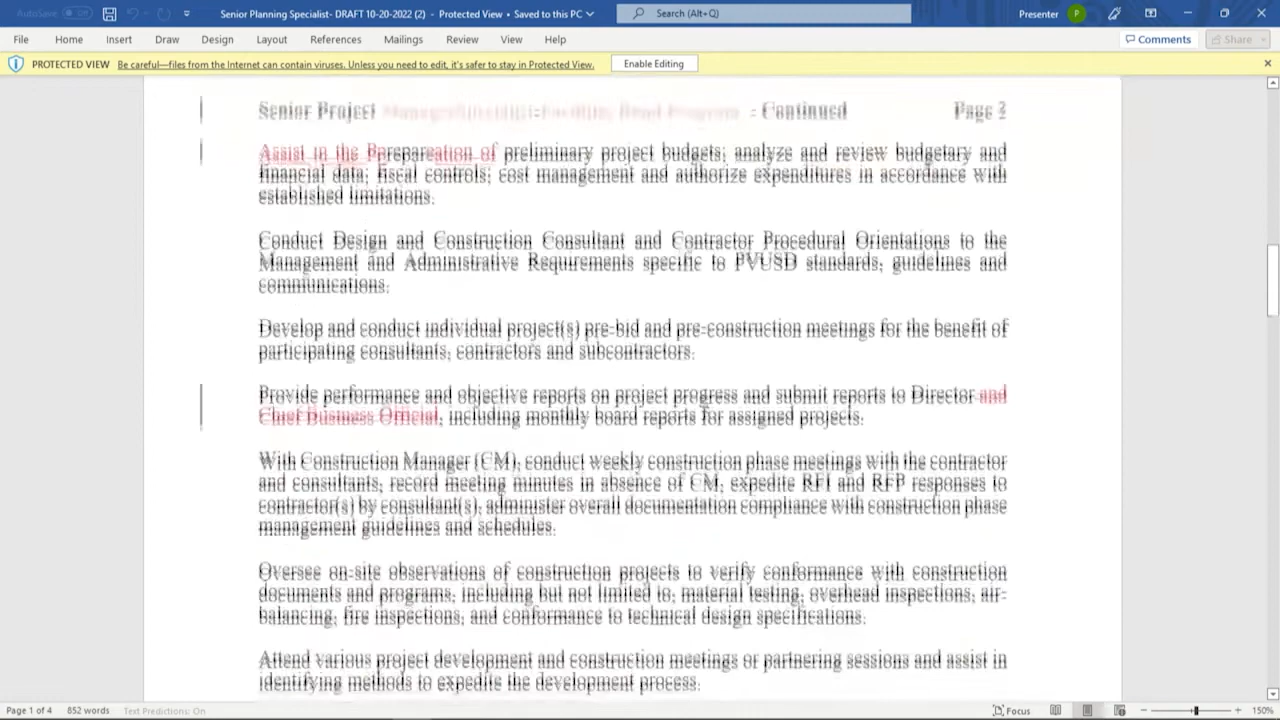 AutoSave Off Senior Planning Specialist- DRAFT 10-20-2022 (2) - Protected View • Saved to this PC Search (Alt+Q) Presenter P
File Home Insert Draw Design Layout References Mailings Review View Help Comments Share
PROTECTED VIEW Be careful—files from the Internet can contain viruses. Unless you need to edit, it's safer to stay in Protected View. Enable Editing
Senior Project - Continued Page 2
Assist in the Ppreparation of preliminary project budgets; analyze and review budgetary and
financial data; fiscal controls; cost management and authorize expenditures in accordance with
established limitations.
Conduct Design and Construction Consultant and Contractor Procedural Orientations to the
Management and Administrative Requirements specific to PVUSD standards, guidelines and
communications.
Develop and conduct individual project(s) pre-bid and pre-construction meetings for the benefit of
participating consultants, contractors and subcontractors.
Provide performance and objective reports on project progress and submit reports to Director and
Chief Business Official, including monthly board reports for assigned projects.
With Construction Manager (CM), conduct weekly construction phase meetings with the contractor
and consultants, record meeting minutes in absence of CM, expedite RFI and RFP responses to
contractor(s) by consultant(s), administer overall documentation compliance with construction phase
management guidelines and schedules.
Oversee on-site observations of construction projects to verify conformance with construction
documents and programs, including but not limited to, material testing, overhead inspections, air-
balancing, fire inspections, and conformance to technical design specifications.
Attend various project development and construction meetings or partnering sessions and assist in
identifying methods to expedite the development process.
Page 1 of 4 852 words Text Predictions: On Focus 150%